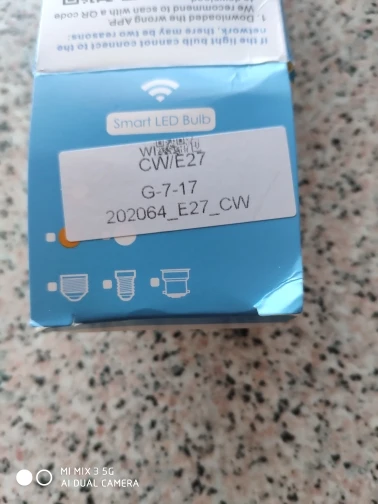 If the light bulb cannot connect to the
network, there may be two reasons:
1. Downloaded the wrong APP.
We recommend to scan with a QR code
Smart LED Bulb
CW/E27
G-7-17
202064_E27_CW
MI MIX 3 5G
AI DUAL CAMERA